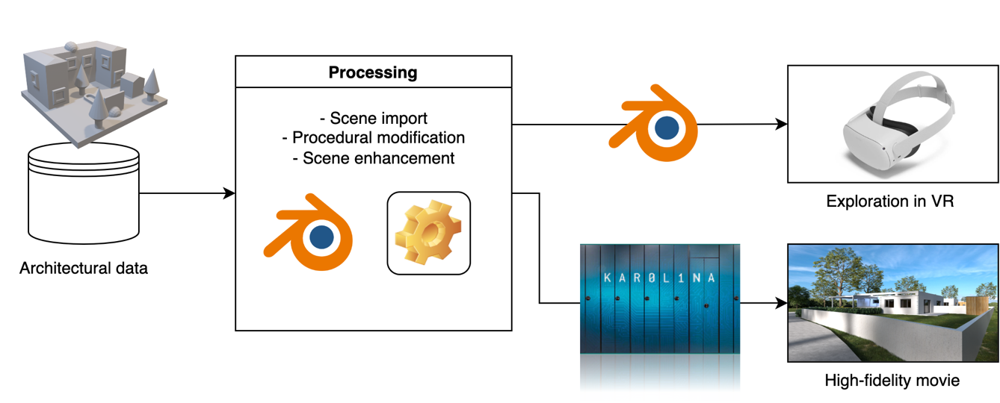 Processing
- Scene import
- Procedural modification
- Scene enhancement
Architectural data
Exploration in VR
KAR0L1NA
High-fidelity movie